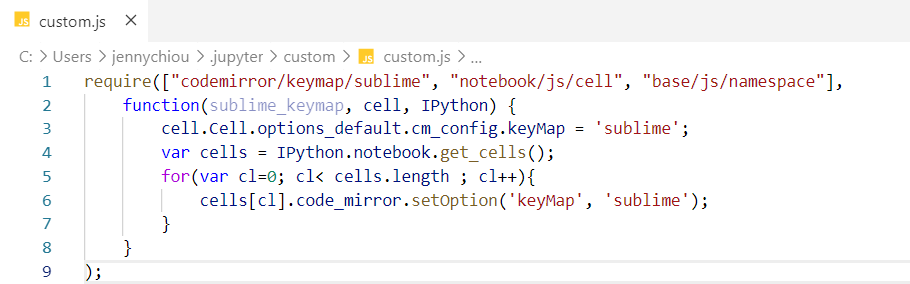 JS custom.js ×
C: > Users > jennychiou > .jupyter > custom > JS custom.js > ...
1 require(["codemirror/keymap/sublime", "notebook/js/cell", "base/js/namespace"],
2     function(sublime_keymap, cell, IPython) {
3         cell.Cell.options_default.cm_config.keyMap = 'sublime';
4         var cells = IPython.notebook.get_cells();
5         for(var cl=0; cl< cells.length ; cl++){
6             cells[cl].code_mirror.setOption('keyMap', 'sublime');
7         }
8     }
9 );